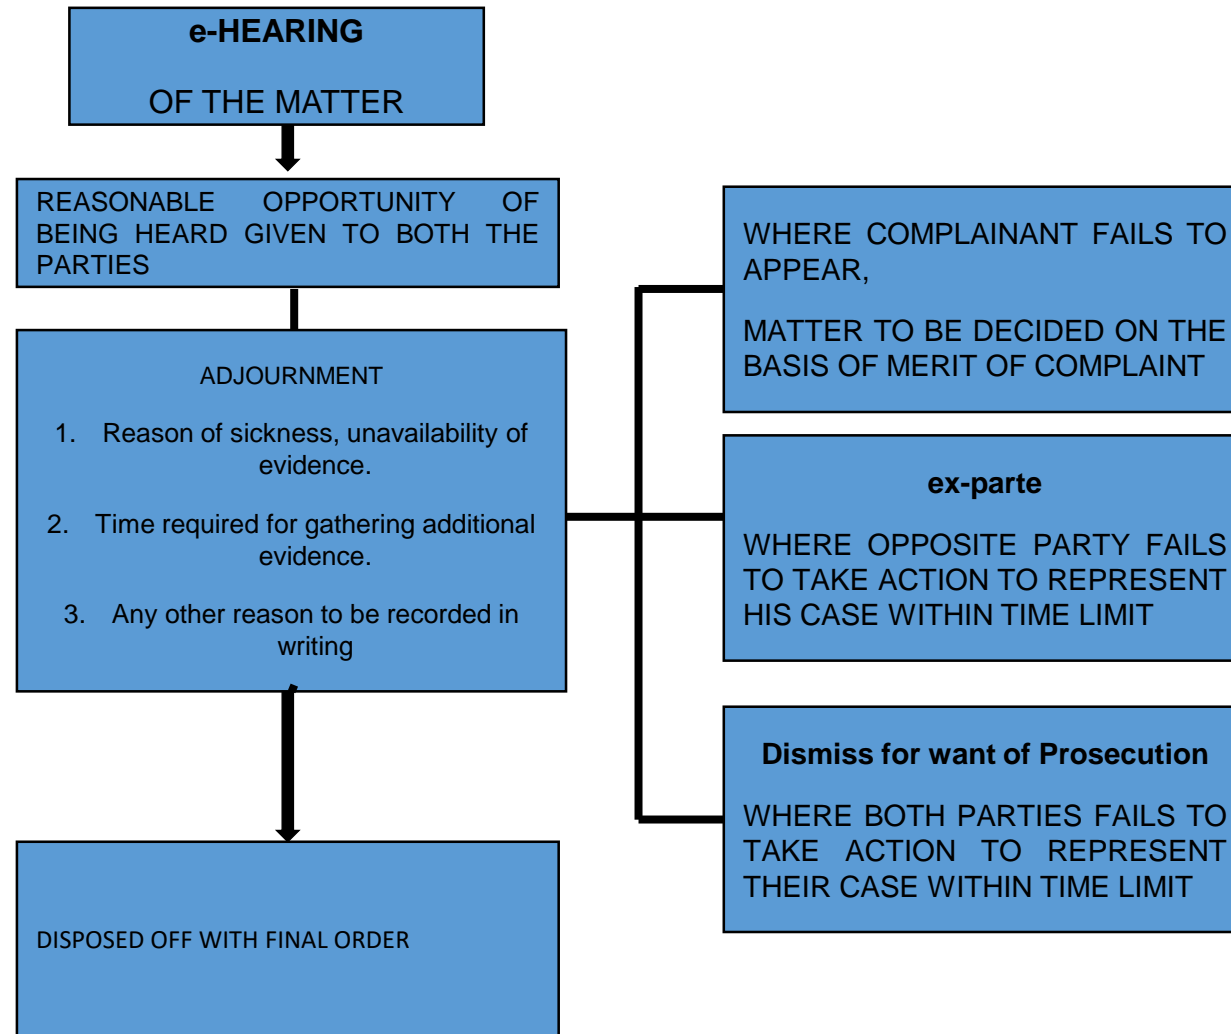 e-HEARING
OF THE MATTER
REASONABLE OPPORTUNITY OF
BEING HEARD GIVEN TO BOTH THE
PARTIES
ADJOURNMENT
1. Reason of sickness, unavailability of
evidence.
2. Time required for gathering additional
evidence.
3. Any other reason to be recorded in
writing
DISPOSED OFF WITH FINAL ORDER
WHERE COMPLAINANT FAILS TO
APPEAR,
MATTER TO BE DECIDED ON THE
BASIS OF MERIT OF COMPLAINT
ex-parte
WHERE OPPOSITE PARTY FAILS
TO TAKE ACTION TO REPRESENT
HIS CASE WITHIN TIME LIMIT
Dismiss for want of Prosecution
WHERE BOTH PARTIES FAILS TO
TAKE ACTION TO REPRESENT
THEIR CASE WITHIN TIME LIMIT